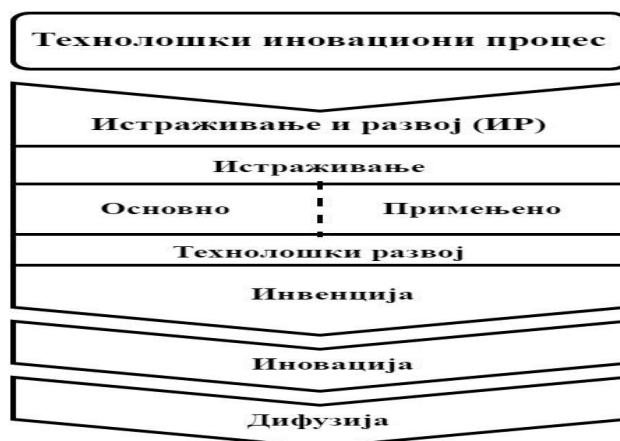 Технолошки иновациони процес
Истраживање и развој (ИР)
Истраживање
Основно Примењено
Технолошки развој
Инвенција
Иновација
Дифузија